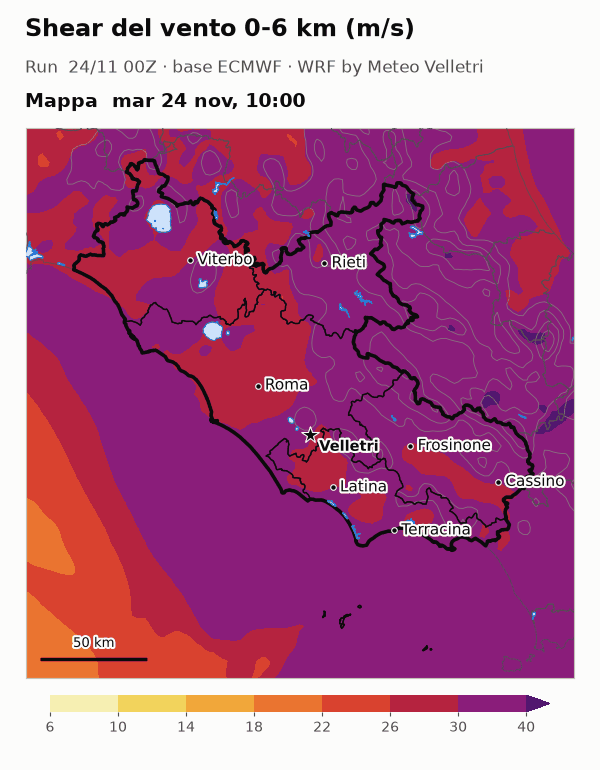 Shear del vento 0-6 km (m/s)
Run  24/11 00Z · base ECMWF · WRF by Meteo Velletri
Mappa  mar 24 nov, 10:00
Viterbo
Rieti
Roma
Velletri
Frosinone
Latina
Cassino
Terracina
50 km
6 10 14 18 22 26 30 40